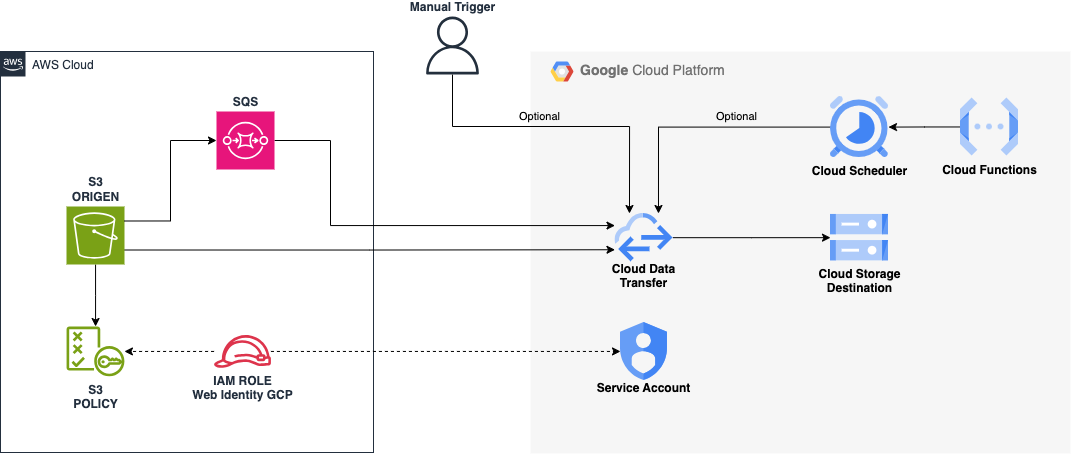 Manual Trigger
aws
AWS Cloud
Google Cloud Platform
SQS
Optional
Optional
Cloud Scheduler
Cloud Functions
S3
ORIGEN
Cloud Data
Transfer
Cloud Storage
Destination
IAM ROLE
Web Identity GCP
Service Account
S3
POLICY